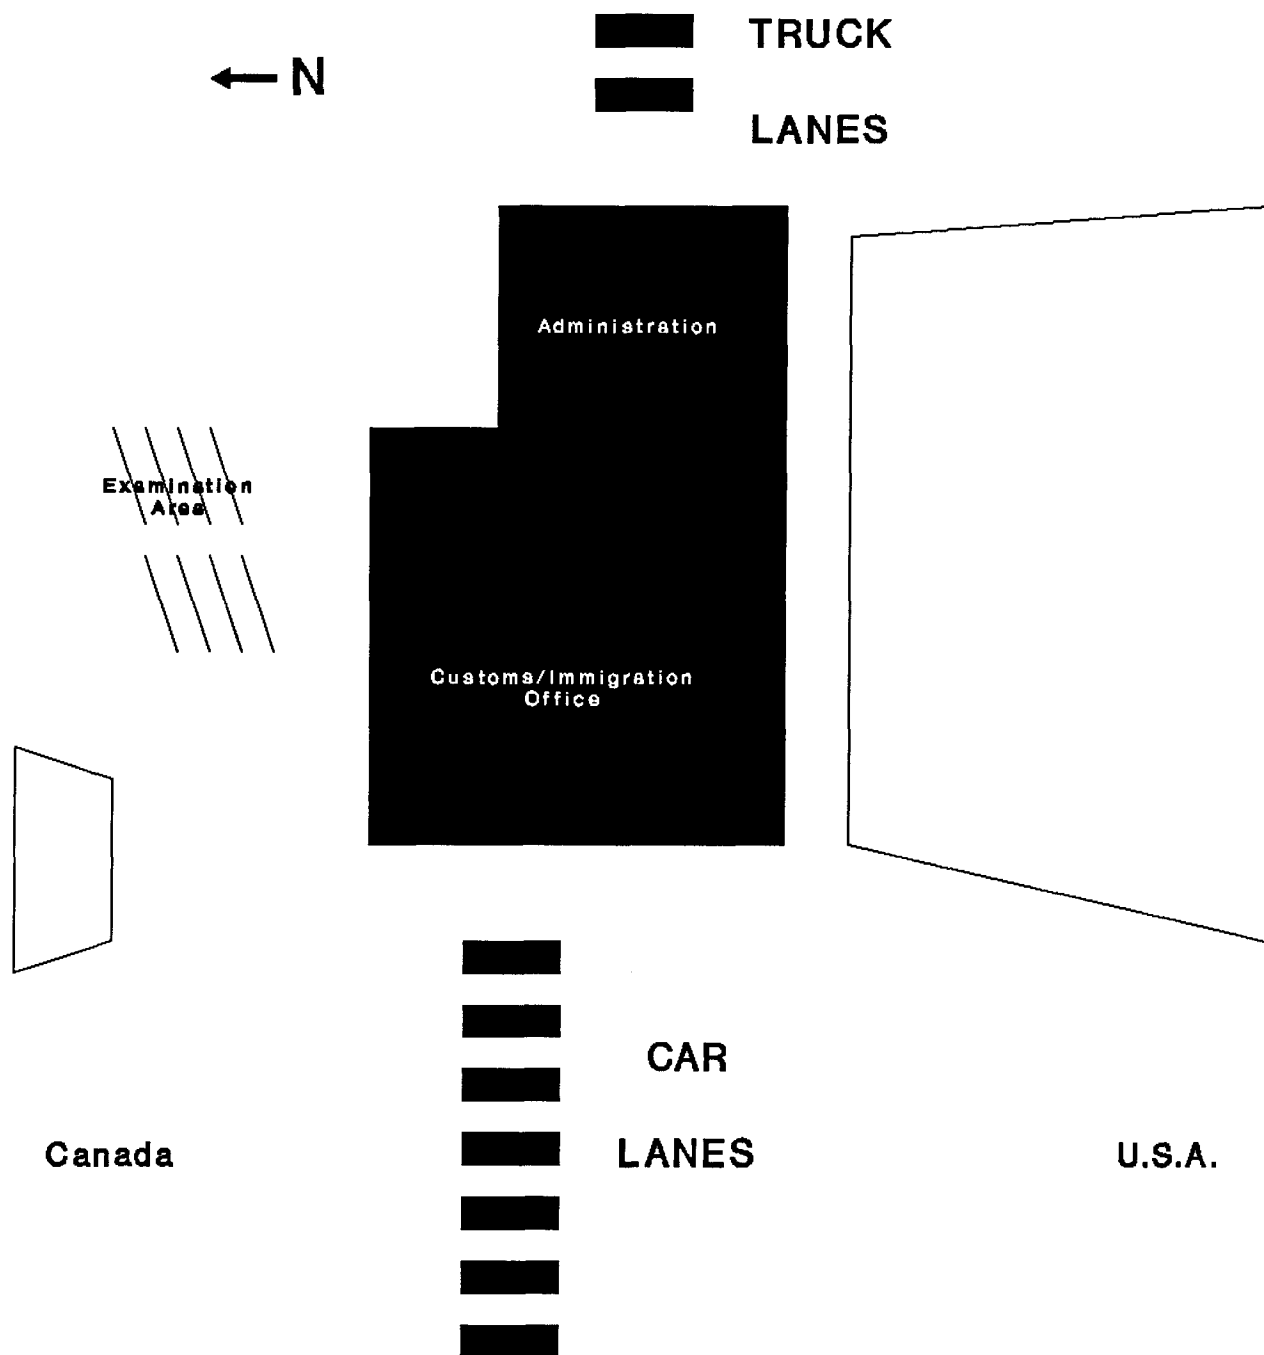 TRUCK
N
LANES
Administration
Examination
Area
Customs/Immigration
Office
CAR
LANES
Canada
U.S.A.